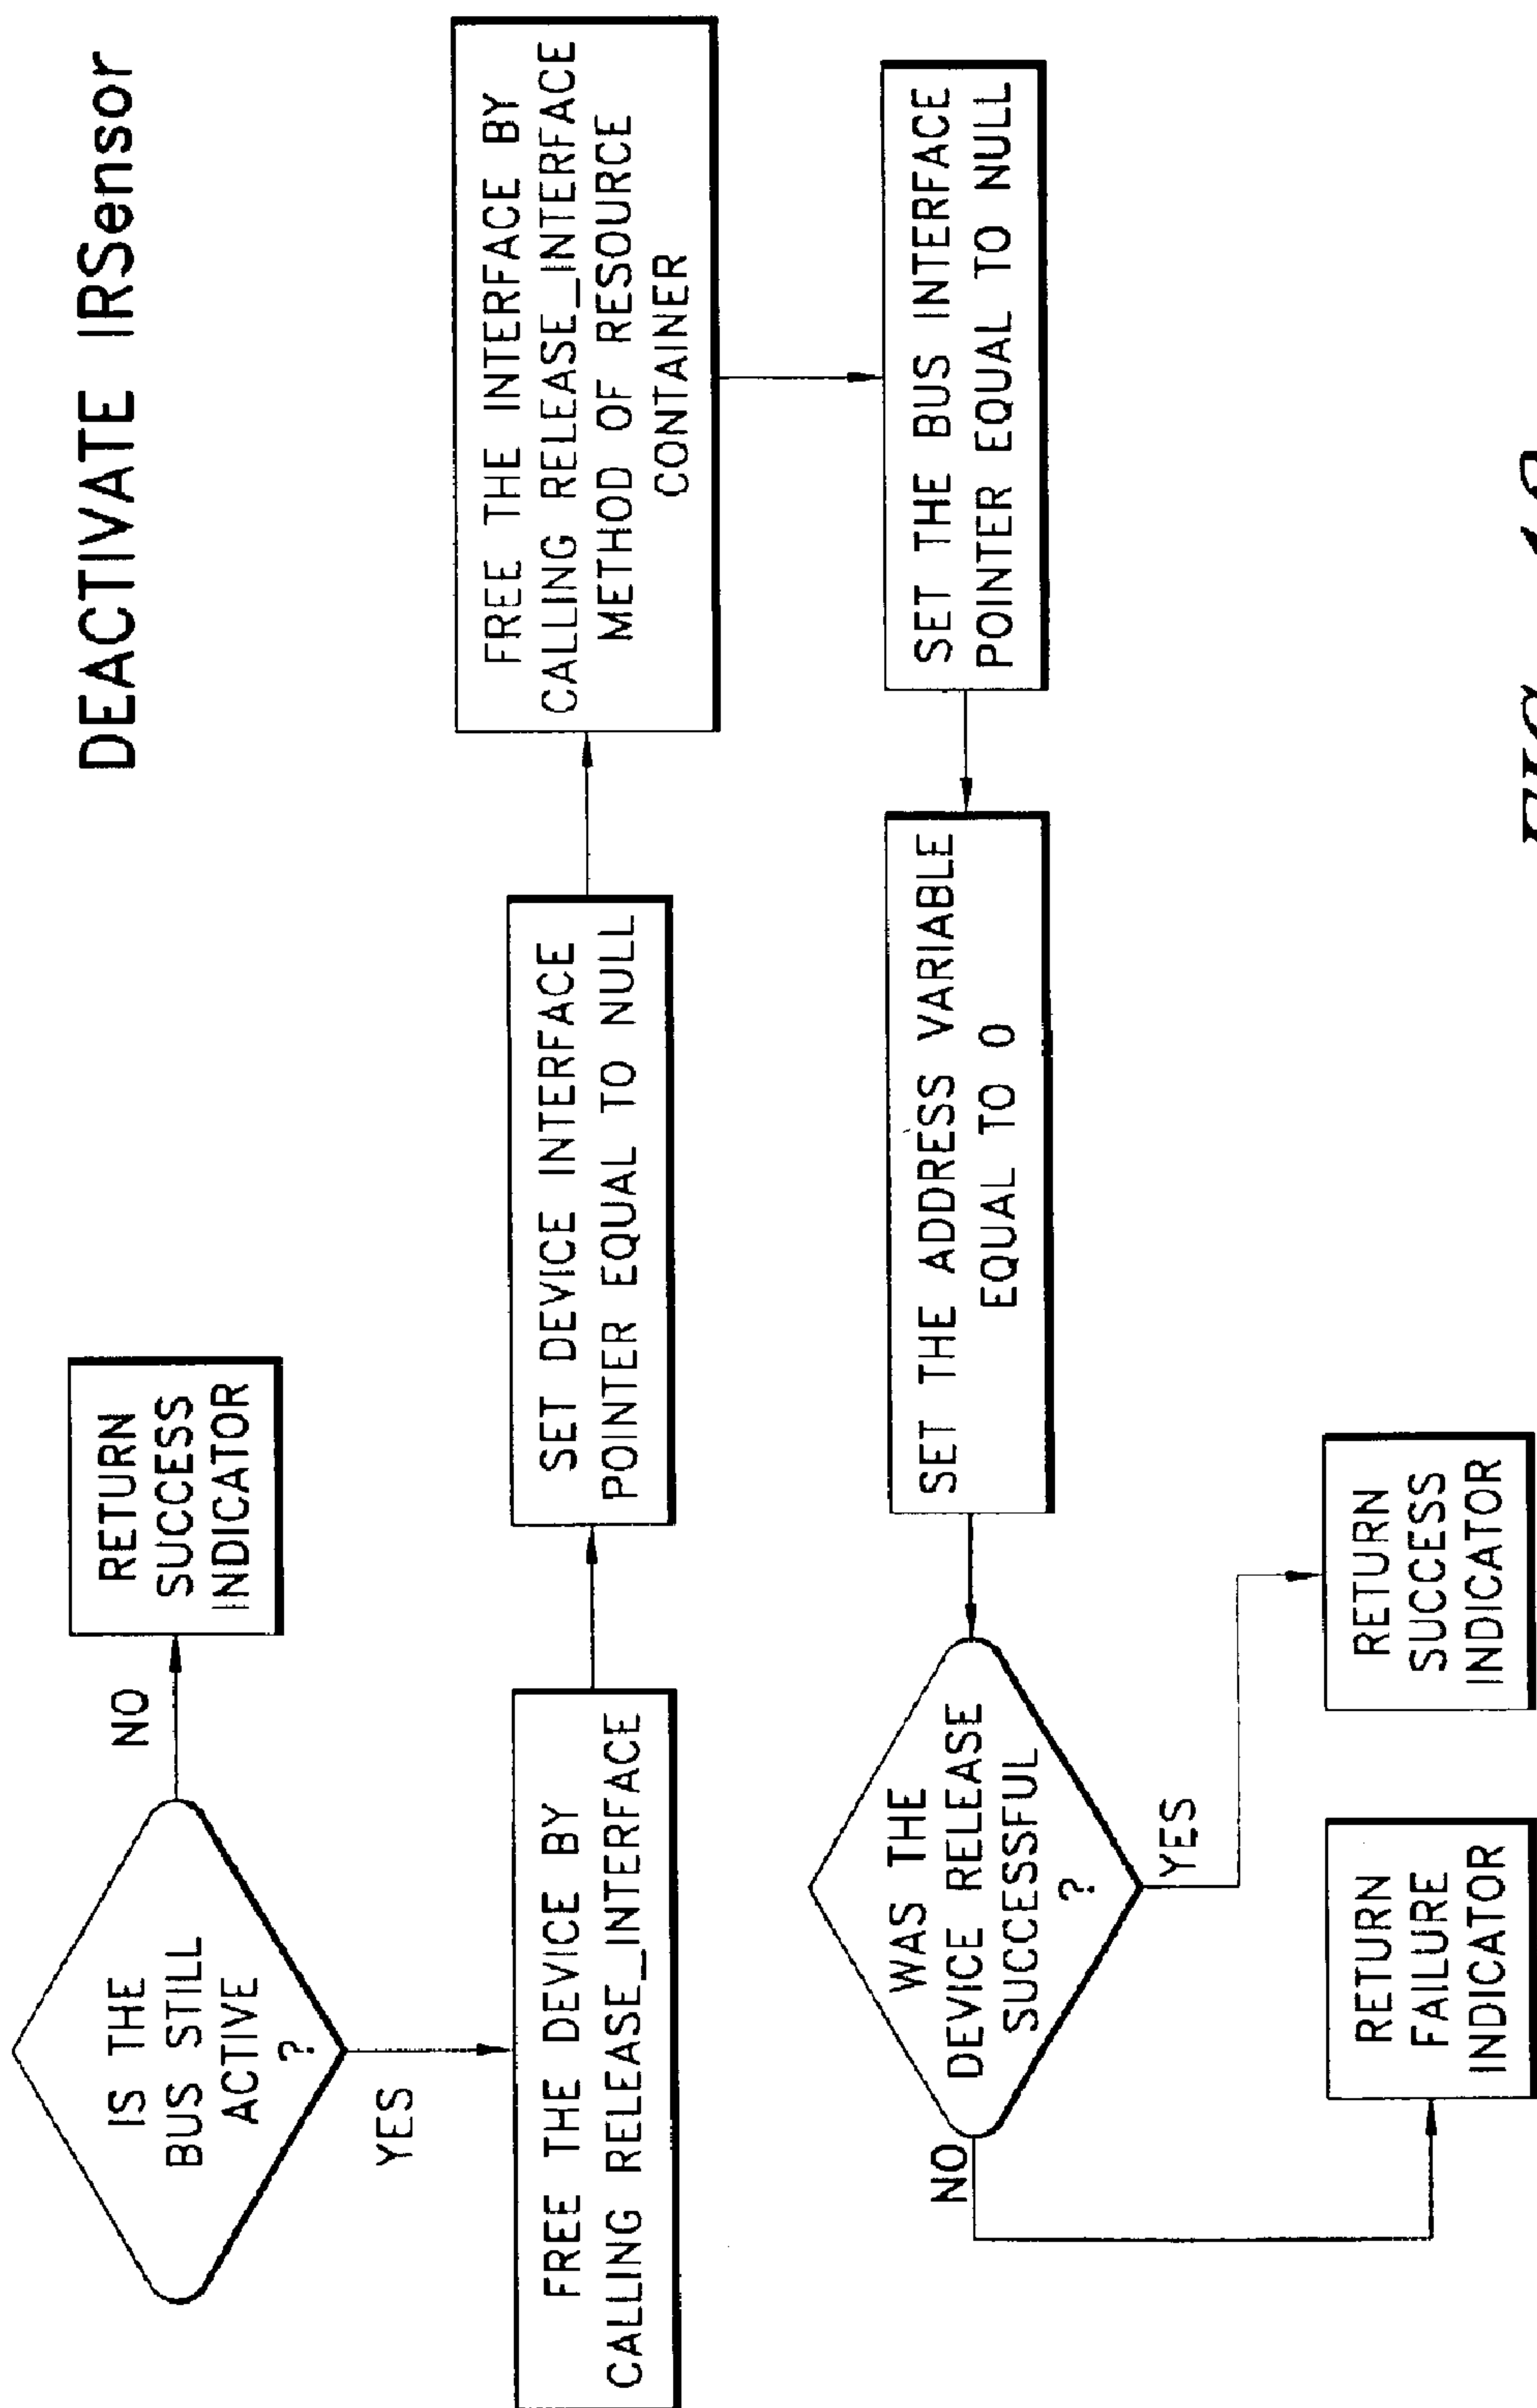 DEACTIVATE IRSensor
IS THE
BUS STILL
ACTIVE
?
NO
RETURN
SUCCESS
INDICATOR
YES
FREE THE DEVICE BY
CALLING RELEASE_INTERFACE
SET DEVICE INTERFACE
POINTER EQUAL TO NULL
FREE THE INTERFACE BY
CALLING RELEASE_INTERFACE
METHOD OF RESOURCE
CONTAINER
SET THE BUS INTERFACE
POINTER EQUAL TO NULL
SET THE ADDRESS VARIABLE
EQUAL TO 0
WAS THE
DEVICE RELEASE
SUCCESSFUL
?
NO
YES
RETURN
FAILURE
INDICATOR
RETURN
SUCCESS
INDICATOR